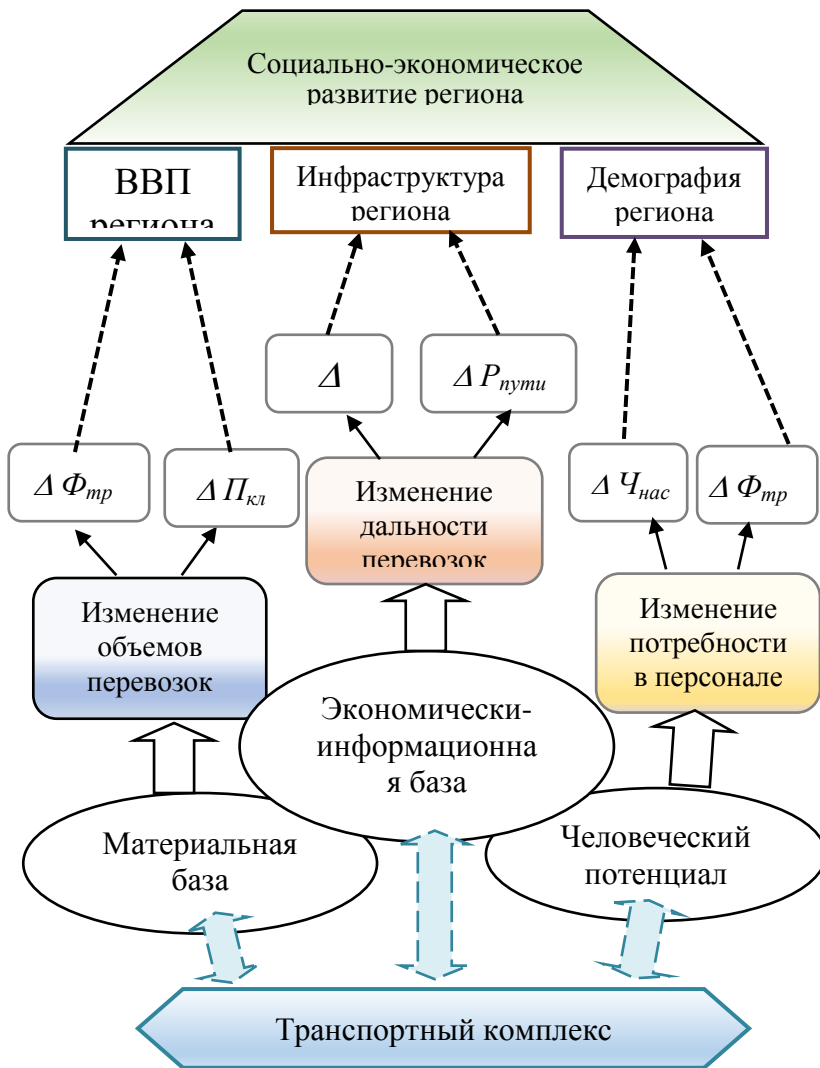 Социально-экономическое
развитие региона
ВВП
региона
Инфраструктура
региона
Демография
региона
Δ
Δ Pпути
Δ Фтр
Δ Пкл
Δ Чнас
Δ Фтр
Изменение
дальности
перевозок
Изменение
объемов
перевозок
Изменение
потребности
в персонале
Экономически-
информационна
я база
Материальная
база
Человеческий
потенциал
Транспортный комплекс